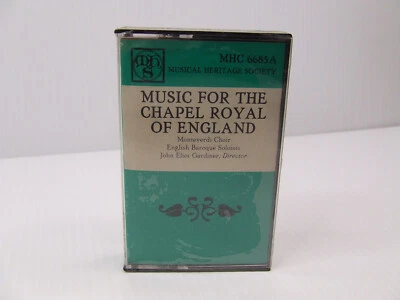 MHS
MHC 6685A
MUSICAL HERITAGE SOCIETY
MUSIC FOR THE
CHAPEL ROYAL
OF ENGLAND
Monteverdi Choir
English Baroque Soloists
John Eliot Gardiner, Director